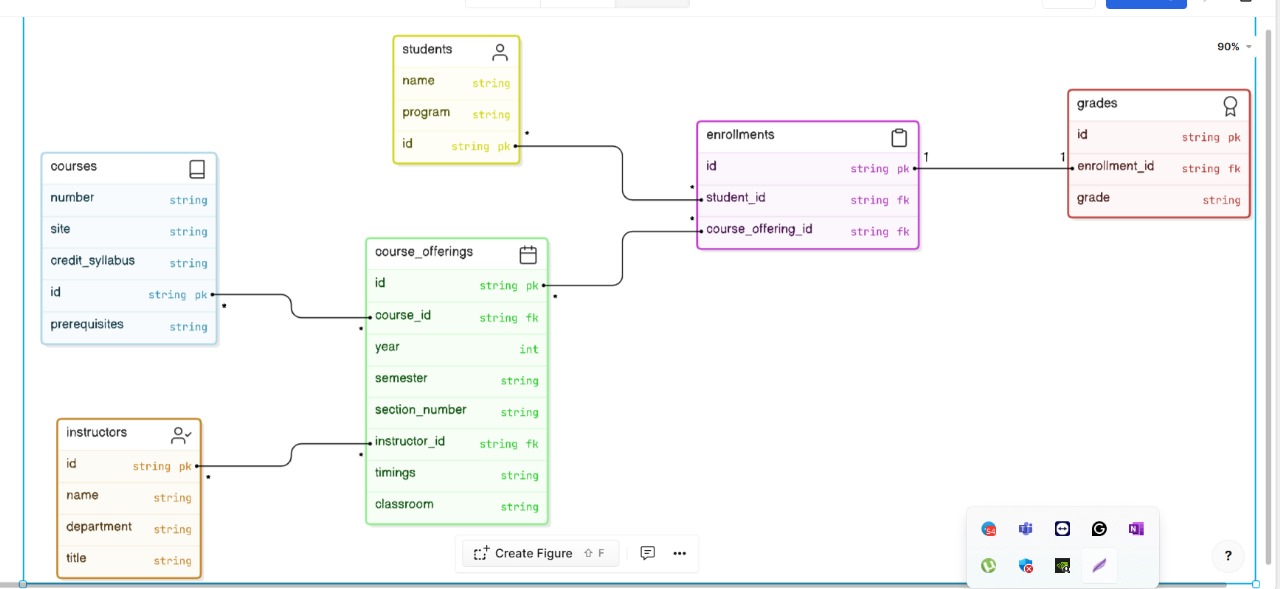 90%
students
name string
program string
id string pk
*
courses
number string
site string
credit_syllabus string
id string pk
*
prerequisites string
course_offerings
id string pk
*
* course_id string fk
year int
semester string
section_number string
* instructor_id string fk
timings string
classroom string
instructors
id string pk
*
name string
department string
title string
enrollments
id string pk
1
* student_id string fk
* course_offering_id string fk
grades
id string pk
1
enrollment_id string fk
grade string
Create Figure ⇧ F
54
N
?